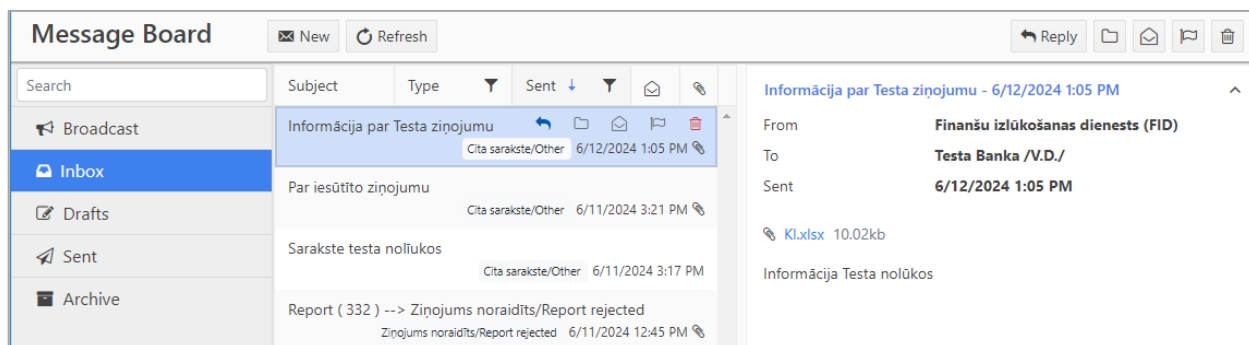 Message Board
New
Refresh
Reply
Search
Broadcast
Inbox
Drafts
Sent
Archive
Subject Type Sent
Informācija par Testa ziņojumu
Cita sarakste/Other 6/12/2024 1:05 PM
Par iesūtīto ziņojumu
Cita sarakste/Other 6/11/2024 3:21 PM
Sarakste testa nolīukos
Cita sarakste/Other 6/11/2024 3:17 PM
Report ( 332 ) --> Ziņojums noraidīts/Report rejected
Ziņojums noraidīts/Report rejected 6/11/2024 12:45 PM
Informācija par Testa ziņojumu - 6/12/2024 1:05 PM
From Finanšu izlūkošanas dienests (FID)
To Testa Banka /V.D./
Sent 6/12/2024 1:05 PM
KI.xlsx 10.02kb
Informācija Testa nolūkos